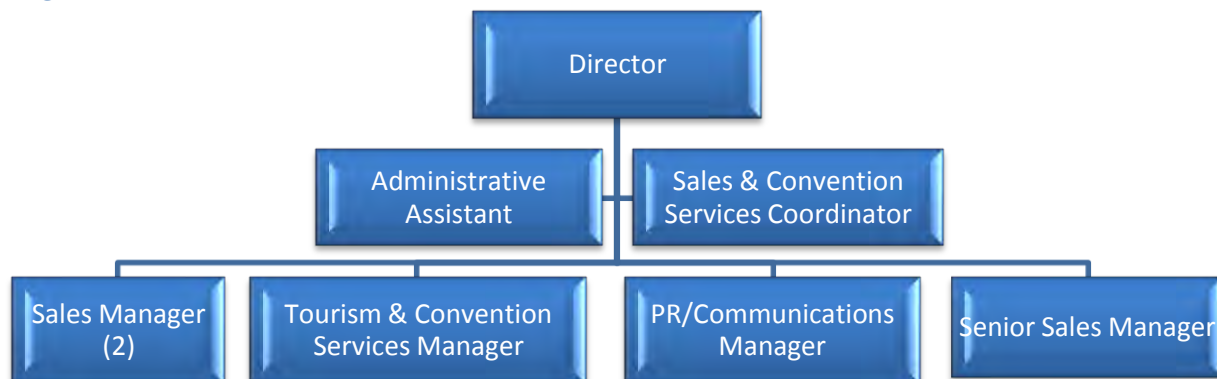 Director
Administrative
Assistant
Sales & Convention
Services Coordinator
Sales Manager
(2)
Tourism & Convention
Services Manager
PR/Communications
Manager
Senior Sales Manager